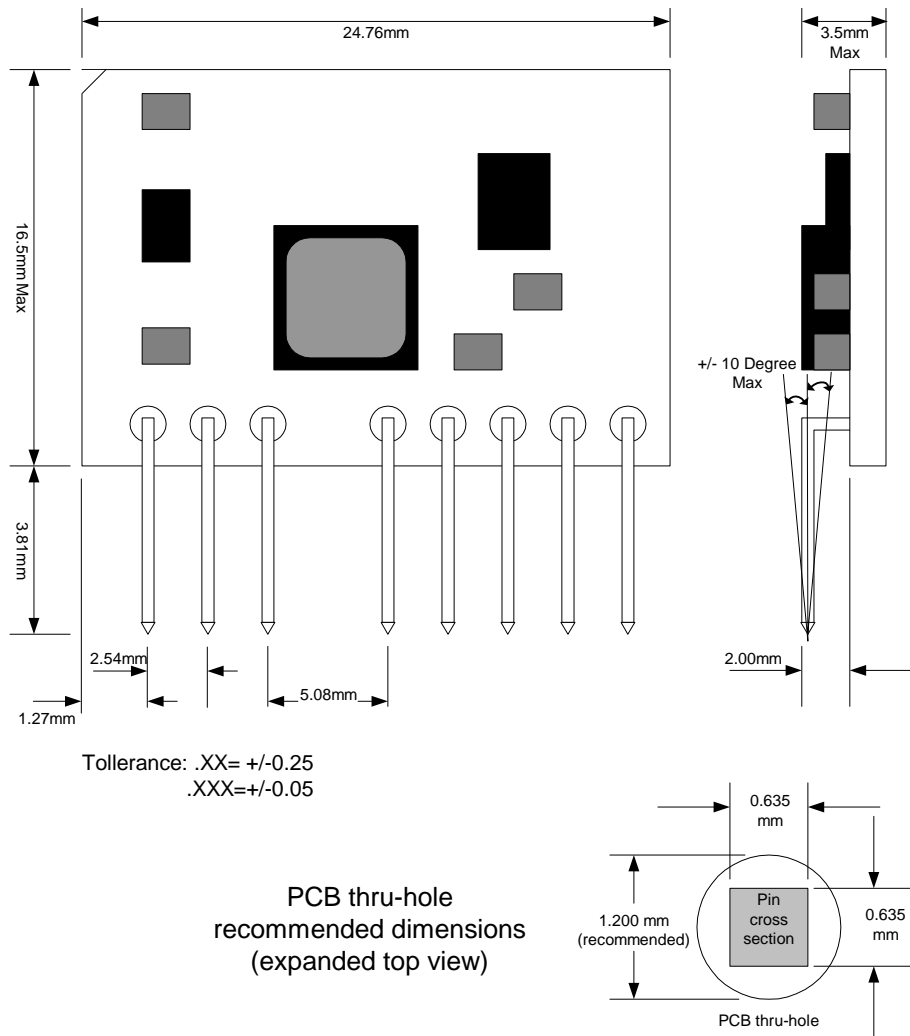 24.76mm
3.5mm
Max
16.5mm Max
+/- 10 Degree
Max
3.81mm
2.54mm
5.08mm
1.27mm
2.00mm
Tollerance: .XX= +/-0.25
.XXX=+/-0.05
0.635
mm
PCB thru-hole
recommended dimensions
(expanded top view)
1.200 mm
(recommended)
Pin
cross
section
0.635
mm
PCB thru-hole